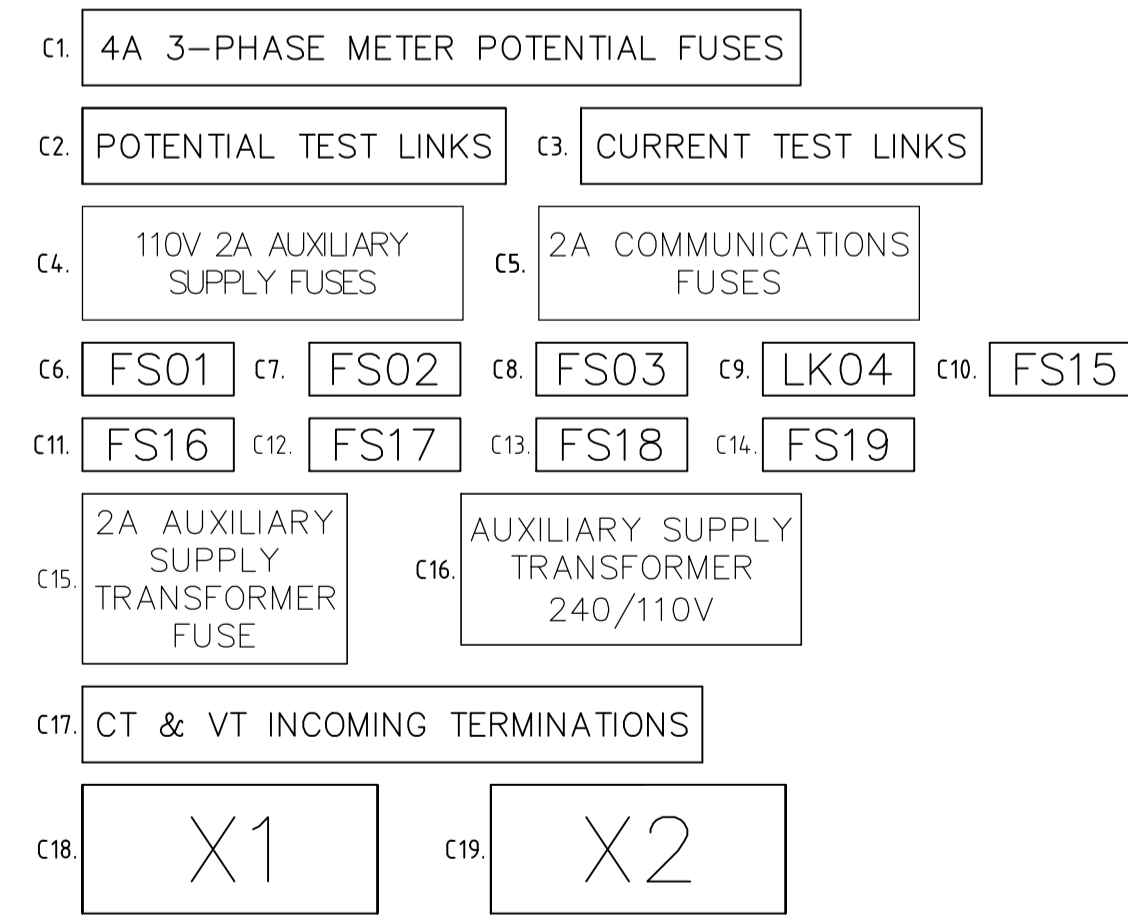 C1. 4A 3-PHASE METER POTENTIAL FUSES
C2. POTENTIAL TEST LINKS C3. CURRENT TEST LINKS
C4. 110V 2A AUXILIARY
SUPPLY FUSES
C5. 2A COMMUNICATIONS
FUSES
C6. FS01 C7. FS02 C8. FS03 C9. LK04 C10. FS15
C11. FS16 C12. FS17 C13. FS18 C14. FS19
C15. 2A AUXILIARY
SUPPLY
TRANSFORMER
FUSE
C16. AUXILIARY SUPPLY
TRANSFORMER
240/110V
C17. CT & VT INCOMING TERMINATIONS
C18. X1 C19. X2